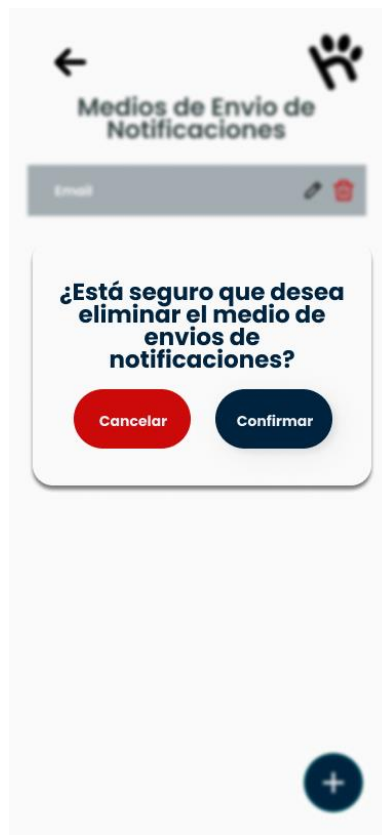 Medios de Envio de
Notificaciones
Email
¿Está seguro que desea
eliminar el medio de
envios de
notificaciones?
Cancelar
Confirmar